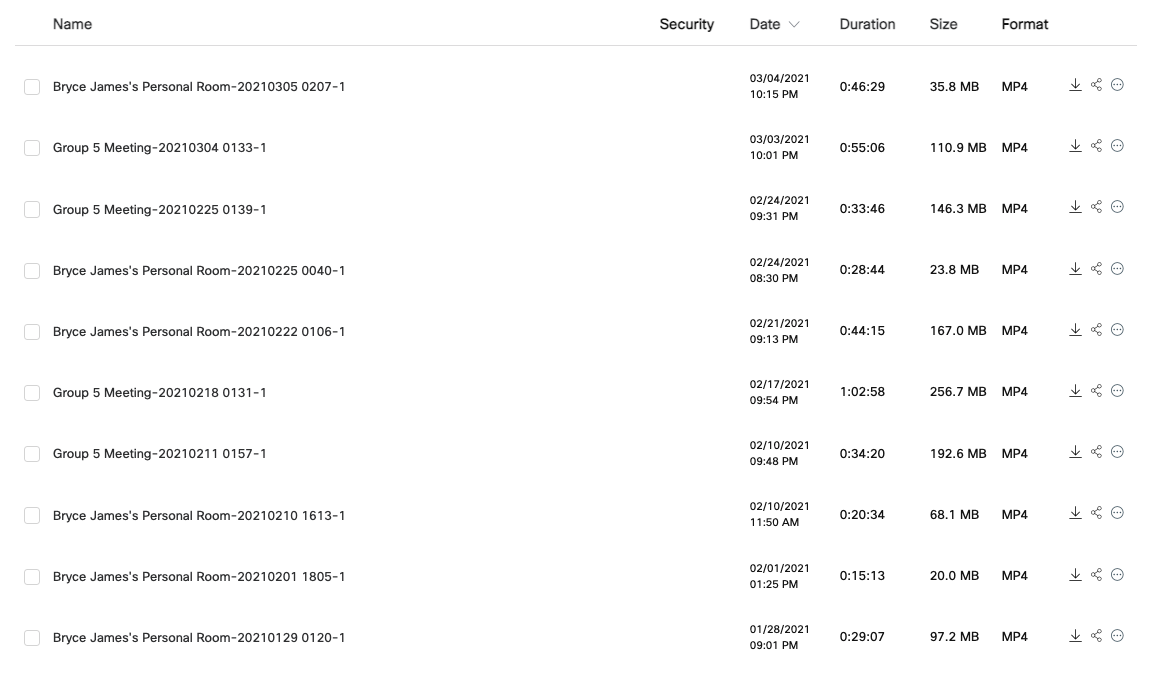 Name Security Date Duration Size Format
Bryce James's Personal Room-20210305 0207-1 03/04/2021 10:15 PM 0:46:29 35.8 MB MP4
Group 5 Meeting-20210304 0133-1 03/03/2021 10:01 PM 0:55:06 110.9 MB MP4
Group 5 Meeting-20210225 0139-1 02/24/2021 09:31 PM 0:33:46 146.3 MB MP4
Bryce James's Personal Room-20210225 0040-1 02/24/2021 08:30 PM 0:28:44 23.8 MB MP4
Bryce James's Personal Room-20210222 0106-1 02/21/2021 09:13 PM 0:44:15 167.0 MB MP4
Group 5 Meeting-20210218 0131-1 02/17/2021 09:54 PM 1:02:58 256.7 MB MP4
Group 5 Meeting-20210211 0157-1 02/10/2021 09:48 PM 0:34:20 192.6 MB MP4
Bryce James's Personal Room-20210210 1613-1 02/10/2021 11:50 AM 0:20:34 68.1 MB MP4
Bryce James's Personal Room-20210201 1805-1 02/01/2021 01:25 PM 0:15:13 20.0 MB MP4
Bryce James's Personal Room-20210129 0120-1 01/28/2021 09:01 PM 0:29:07 97.2 MB MP4